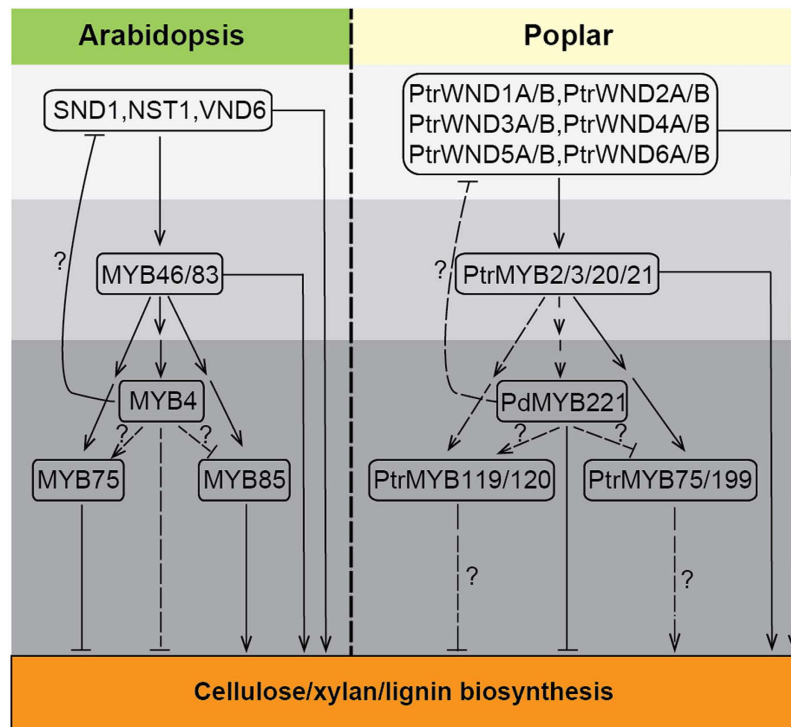 Arabidopsis
Poplar
SND1,NST1,VND6
PtrWND1A/B,PtrWND2A/B
PtrWND3A/B,PtrWND4A/B
PtrWND5A/B,PtrWND6A/B
?
?
MYB46/83
PtrMYB2/3/20/21
MYB4
PdMYB221
?
?
?
?
MYB75
MYB85
PtrMYB119/120
PtrMYB75/199
?
?
Cellulose/xylan/lignin biosynthesis